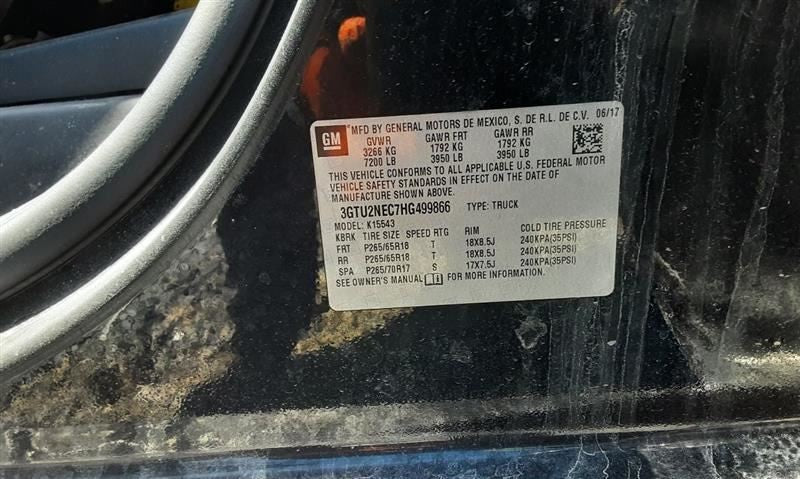 GM
MFD BY GENERAL MOTORS DE MEXICO, S. DE R.L. DE C.V. 06/17
GVWR GAWR FRT GAWR RR
3266 KG 1792 KG 1792 KG
7200 LB 3950 LB 3950 LB
THIS VEHICLE CONFORMS TO ALL APPLICABLE U.S. FEDERAL MOTOR
VEHICLE SAFETY STANDARDS IN EFFECT ON THE DATE OF
MANUFACTURE SHOWN ABOVE.
3GTU2NEC7HG499866 TYPE: TRUCK
MODEL: K15543
KBRK TIRE SIZE SPEED RTG RIM COLD TIRE PRESSURE
FRT P265/65R18 T 18X8.5J 240KPA(35PSI)
RR P265/65R18 T 18X8.5J 240KPA(35PSI)
SPA P265/70R17 S 17X7.5J 240KPA(35PSI)
SEE OWNER'S MANUAL FOR MORE INFORMATION.